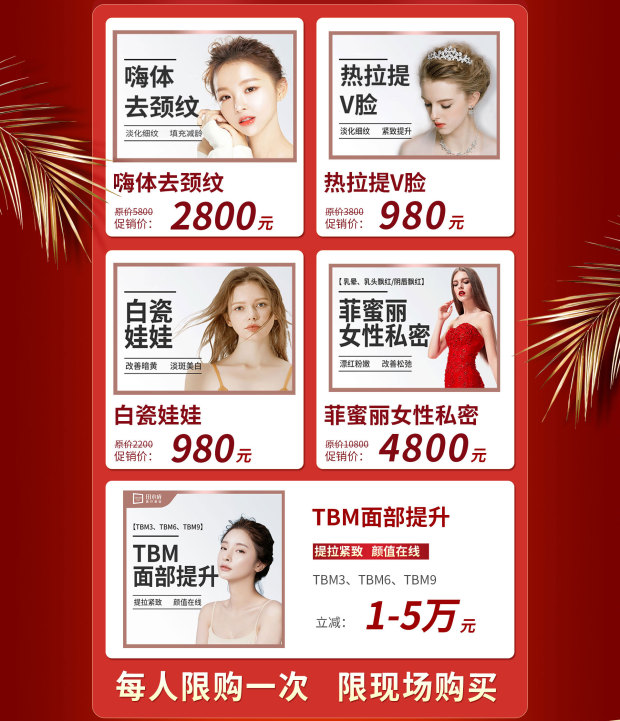 嗨体
去颈纹
淡化细纹 填充减龄
嗨体去颈纹
原价5800
促销价: 2800元
热拉提
V脸
淡化细纹 紧致提升
热拉提V脸
原价3800
促销价: 980元
白瓷
娃娃
改善暗黄 淡斑美白
白瓷娃娃
原价2200
促销价: 980元
【乳晕、乳头飘红/阴唇飘红】
菲蜜丽
女性私密
漂红粉嫩 改善松弛
菲蜜丽女性私密
原价10800
促销价: 4800元
【TBM3、TBM6、TBM9】
TBM
面部提升
提拉紧致 颜值在线
TBM面部提升
提拉紧致 颜值在线
TBM3、TBM6、TBM9
立减: 1-5万元
每人限购一次 限现场购买